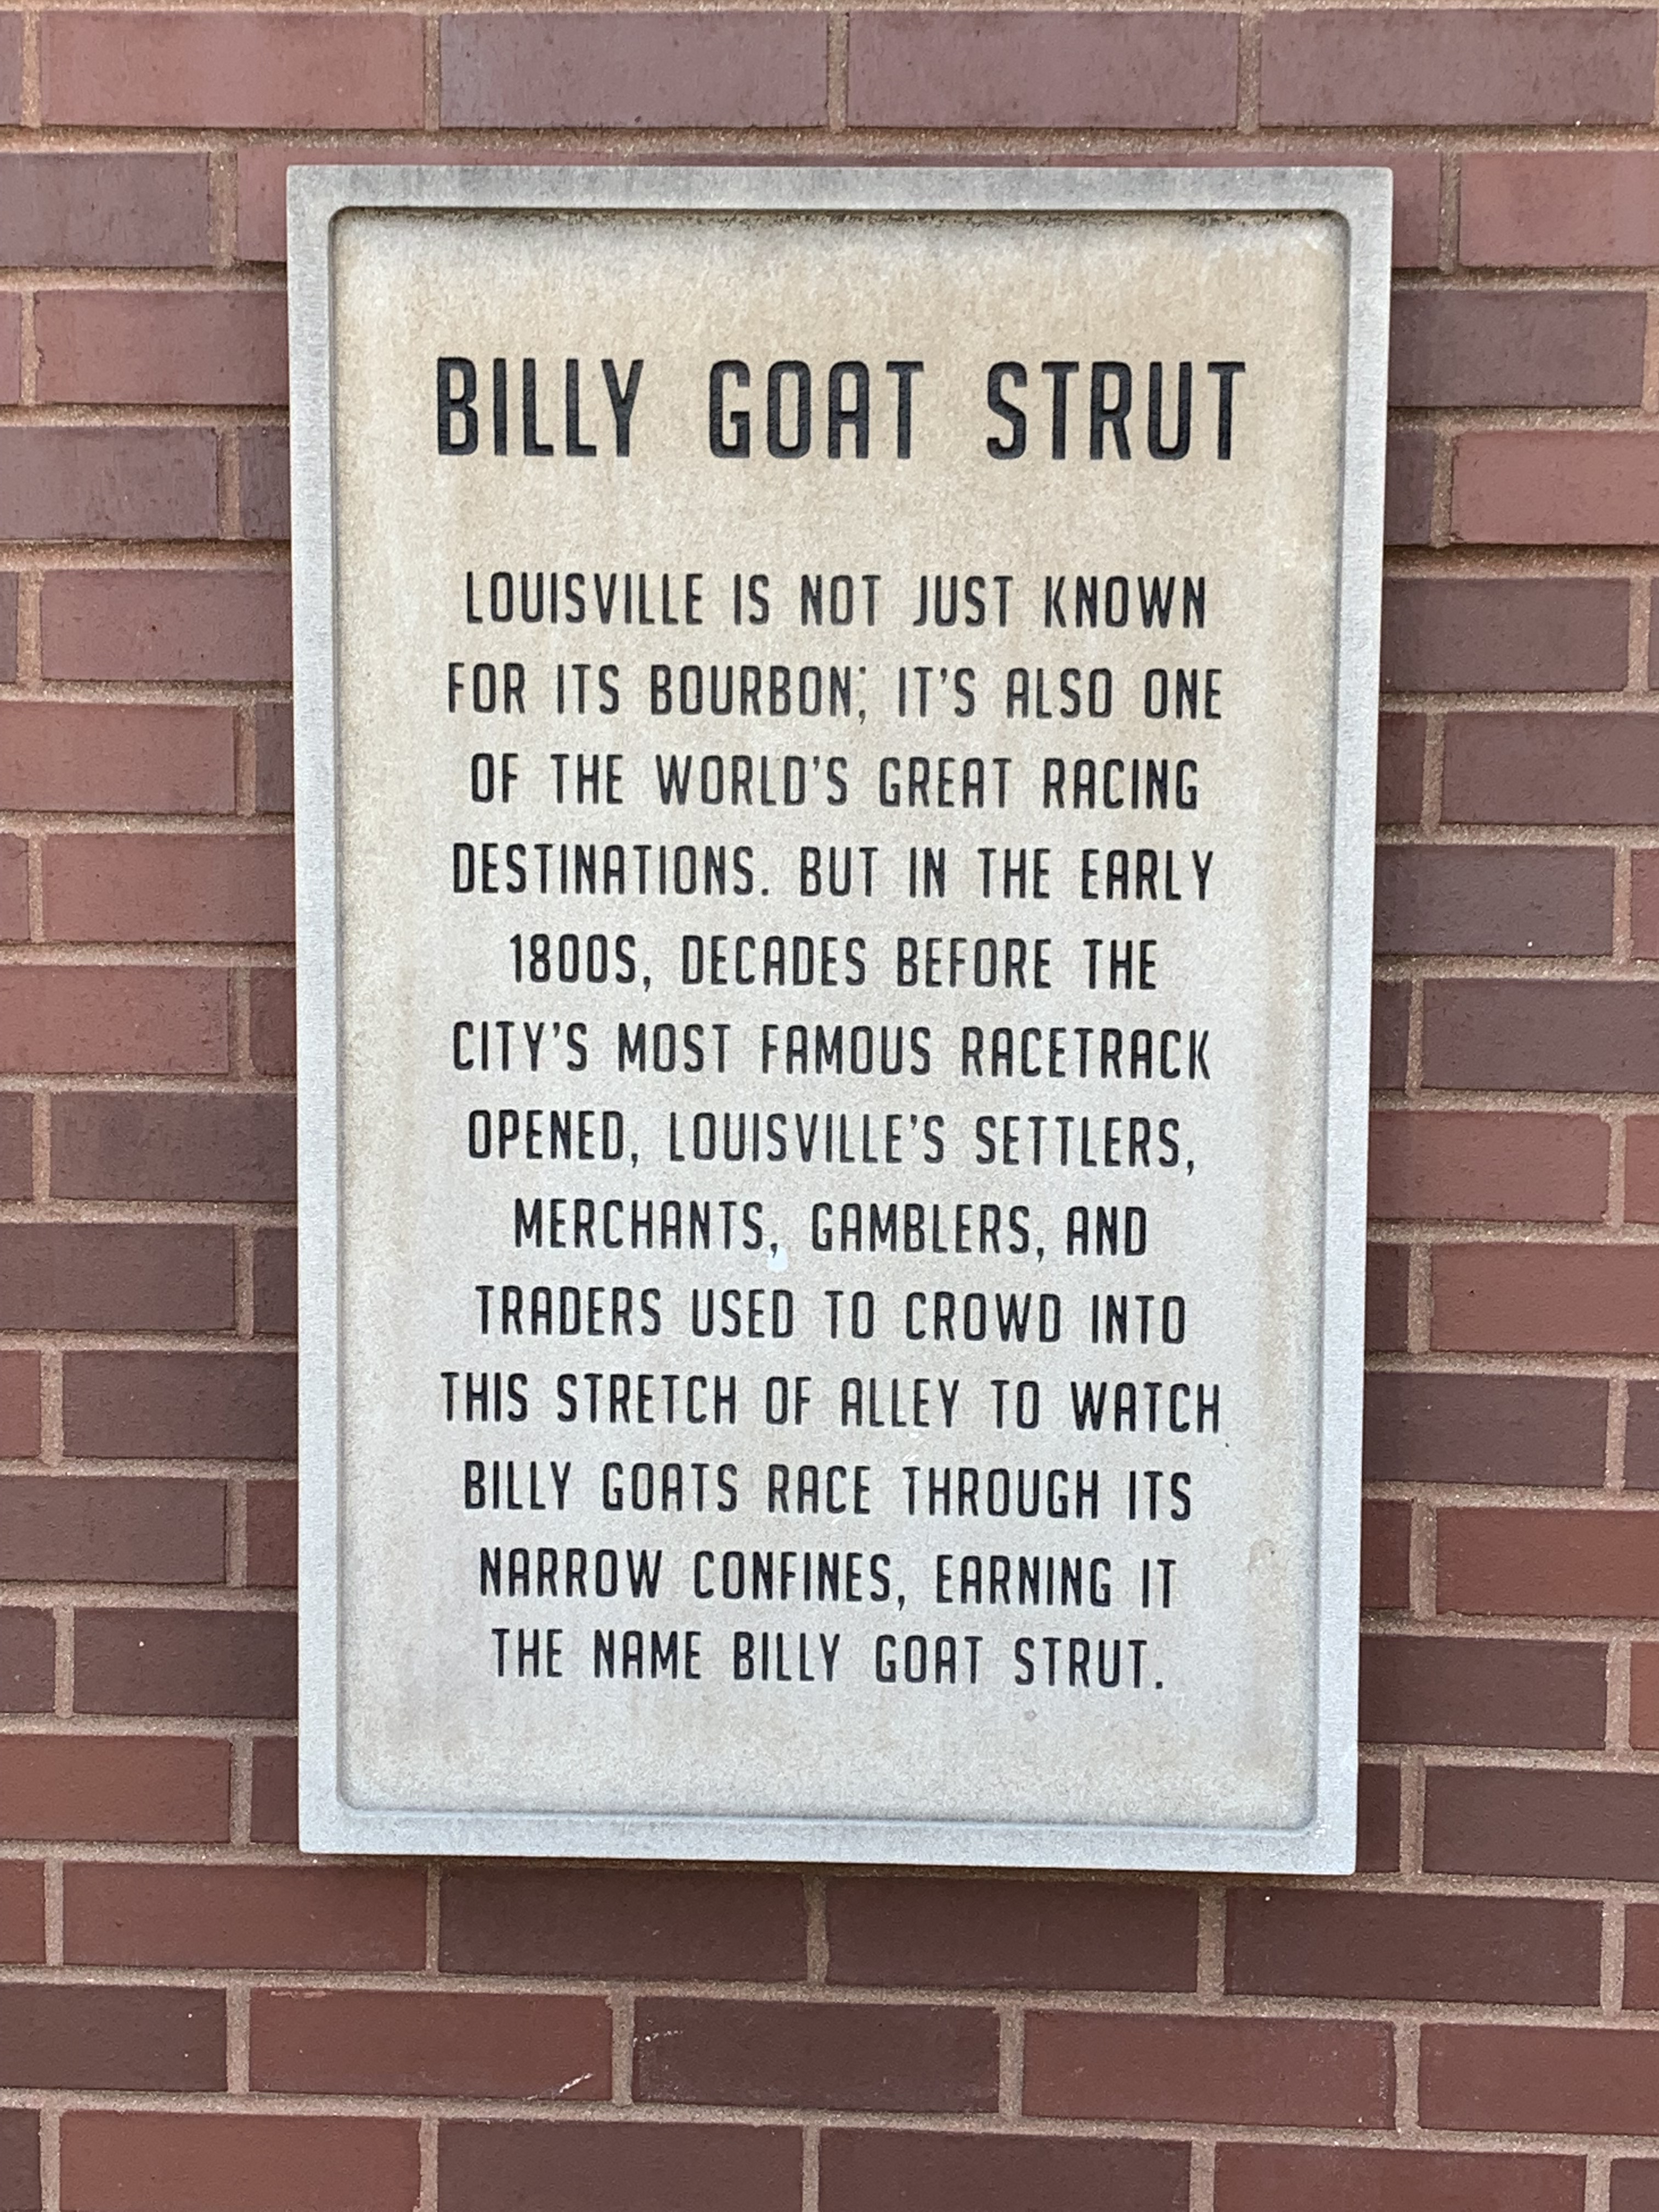 BILLY GOAT STRUT
LOUISVILLE IS NOT JUST KNOWN
FOR ITS BOURBON; IT'S ALSO ONE
OF THE WORLD'S GREAT RACING
DESTINATIONS. BUT IN THE EARLY
1800S, DECADES BEFORE THE
CITY'S MOST FAMOUS RACETRACK
OPENED, LOUISVILLE'S SETTLERS,
MERCHANTS, GAMBLERS, AND
TRADERS USED TO CROWD INTO
THIS STRETCH OF ALLEY TO WATCH
BILLY GOATS RACE THROUGH ITS
NARROW CONFINES, EARNING IT
THE NAME BILLY GOAT STRUT.